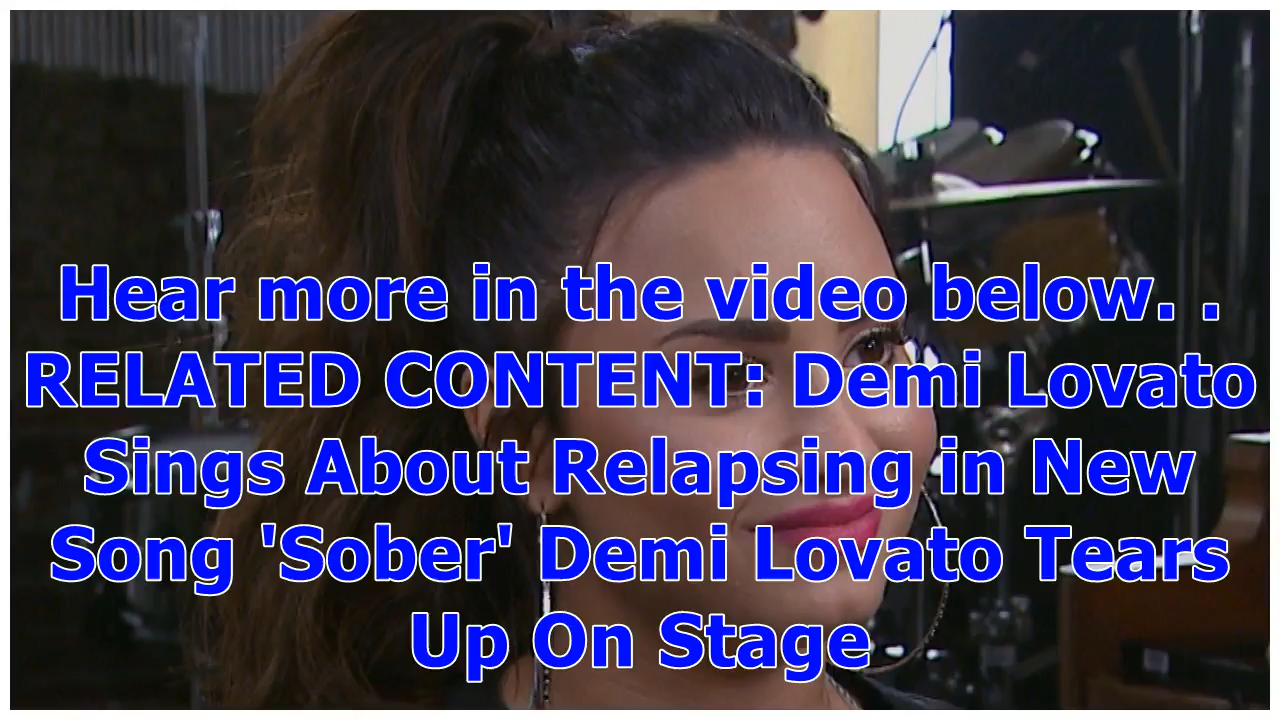 Hear more in the video below. .
RELATED CONTENT: Demi Lovato
Sings About Relapsing in New
Song 'Sober' Demi Lovato Tears
Up On Stage